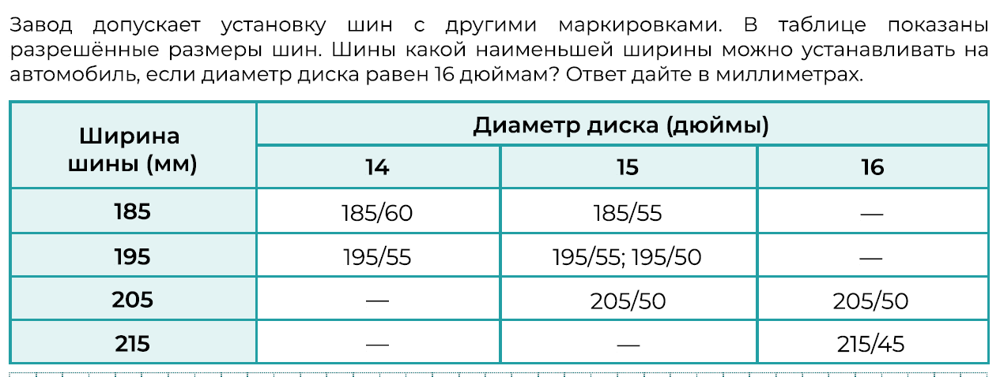 Завод допускает установку шин с другими маркировками. В таблице показаны
разрешённые размеры шин. Шины какой наименьшей ширины можно устанавливать на
автомобиль, если диаметр диска равен 16 дюймам? Ответ дайте в миллиметрах.
Ширина
шины (мм)
Диаметр диска (дюймы)
14 15 16
185 185/60 185/55 —
195 195/55 195/55; 195/50 —
205 — 205/50 205/50
215 — — 215/45